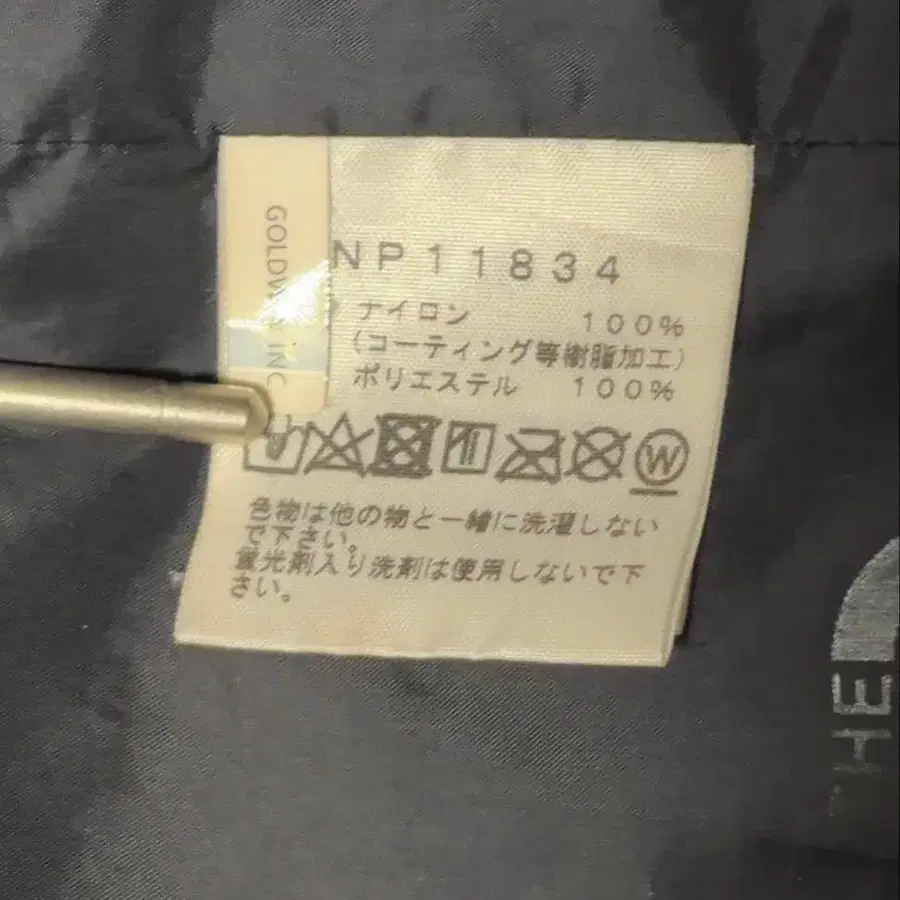 GOLDWIN INC
NP11834
ナイロン 100%
(コーティング等樹脂加工)
ポリエステル 100%
W
色物は他の物と一緒に洗濯しない
で下さい。
蛍光剤入り洗剤は使用しないで下
さい。
THE